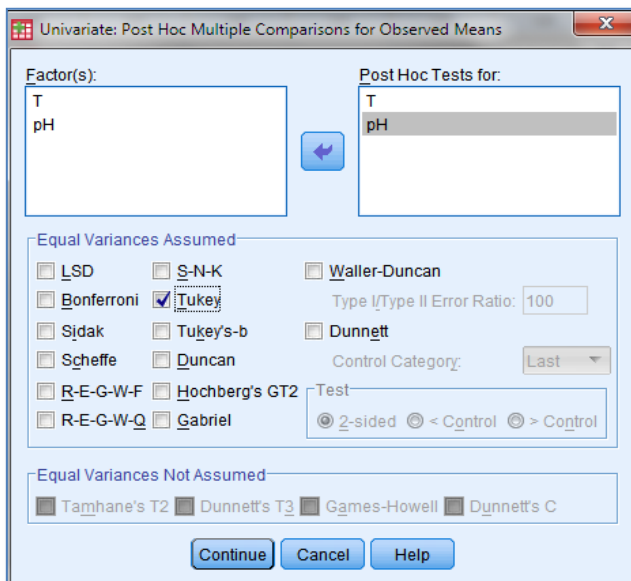 Univariate: Post Hoc Multiple Comparisons for Observed Means
x
Factor(s):
T
pH
Post Hoc Tests for:
T
pH
Equal Variances Assumed
LSD S-N-K Waller-Duncan
Bonferroni Tukey Type I/Type II Error Ratio: 100
Sidak Tukey's-b Dunnett
Scheffe Duncan Control Category: Last
R-E-G-W-F Hochberg's GT2 Test
R-E-G-W-Q Gabriel 2-sided < Control > Control
Equal Variances Not Assumed
Tamhane's T2 Dunnett's T3 Games-Howell Dunnett's C
Continue Cancel Help